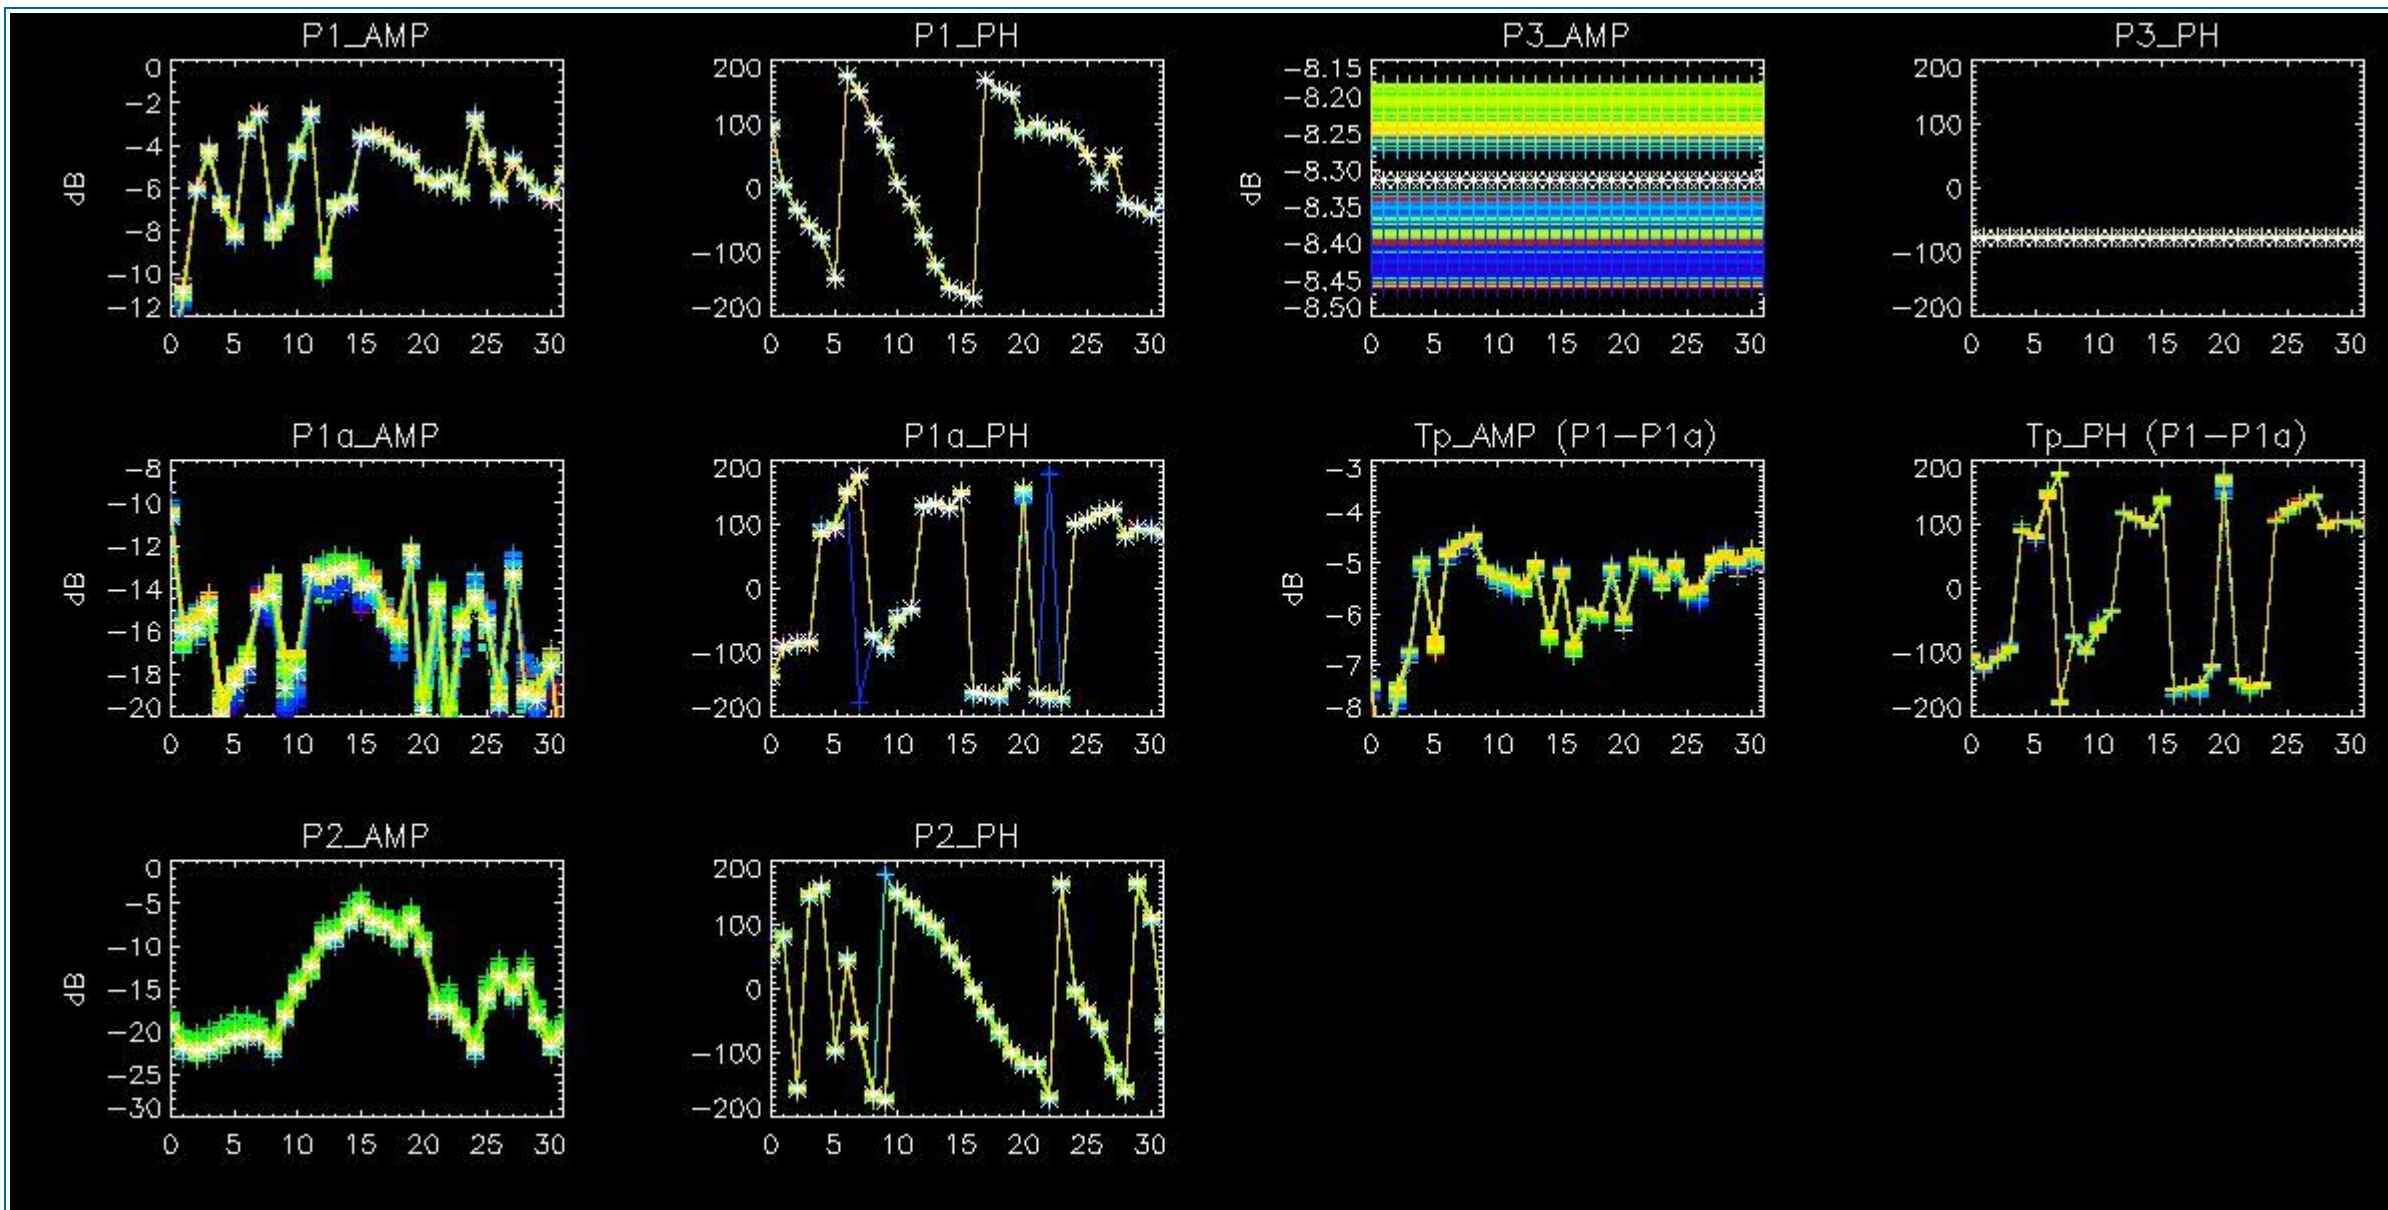 P1_AMP
0
−2
−4
−6
−8
−10
−12
dB
0 5 10 15 20 25 30
P1_PH
200
100
0
−100
−200
0 5 10 15 20 25 30
P3_AMP
−8.15
−8.20
−8.25
−8.30
−8.35
−8.40
−8.45
−8.50
dB
0 5 10 15 20 25 30
P3_PH
200
100
0
−100
−200
0 5 10 15 20 25 30
P1a_AMP
−8
−10
−12
−14
−16
−18
−20
dB
0 5 10 15 20 25 30
P1a_PH
200
100
0
−100
−200
0 5 10 15 20 25 30
Tp_AMP (P1−P1a)
−3
−4
−5
−6
−7
−8
dB
0 5 10 15 20 25 30
Tp_PH (P1−P1a)
200
100
0
−100
−200
0 5 10 15 20 25 30
P2_AMP
0
−5
−10
−15
−20
−25
−30
dB
0 5 10 15 20 25 30
P2_PH
200
100
0
−100
−200
0 5 10 15 20 25 30